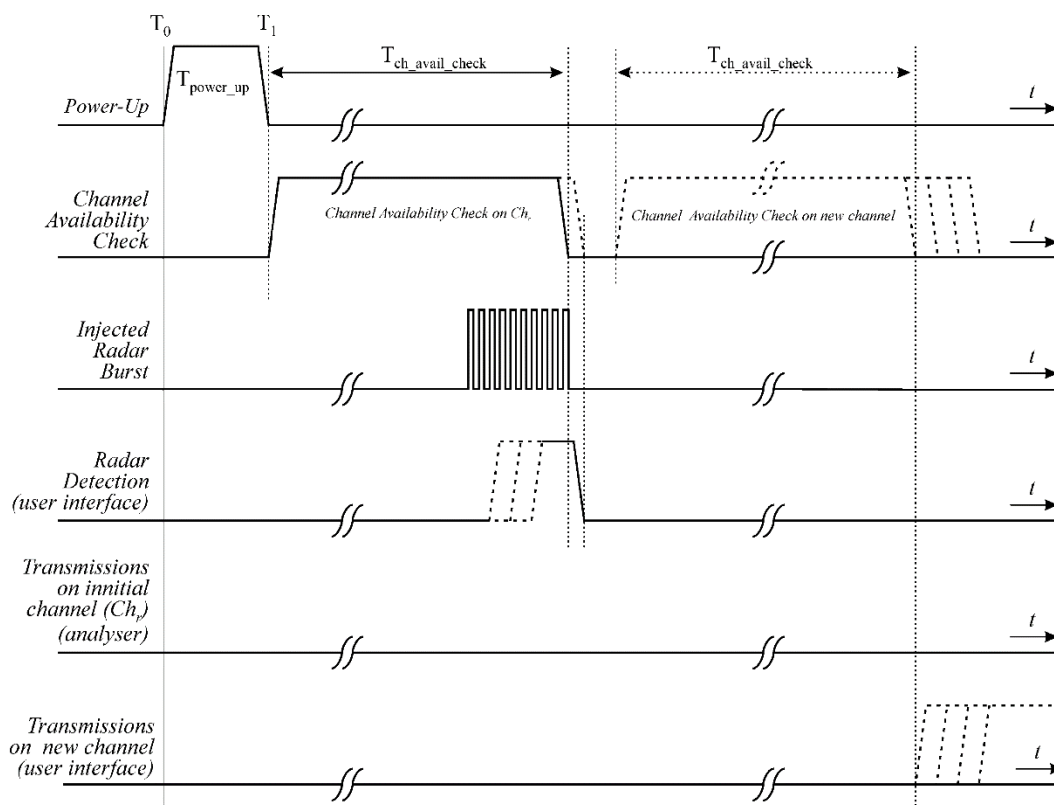 T0 T1
Tch_avail_check Tch_avail_check
Tpower_up
t
Power-Up
Channel
Availability
Check
Channel Availability Check on Chr
Channel Availability Check on new channel
t
Injected
Radar
Burst
t
Radar
Detection
(user interface)
t
Transmissions
on innitial
channel (Chr)
(analyser)
t
Transmissions
on new channel
(user interface)
t